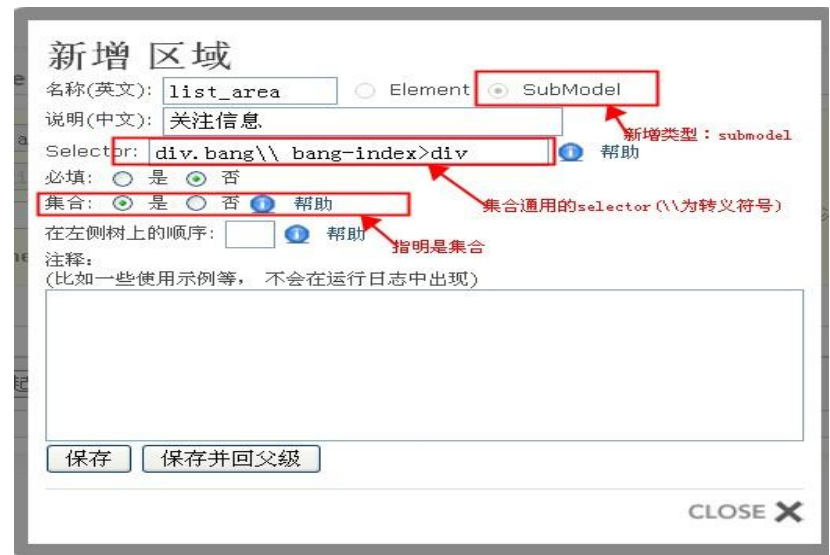 新增 区域
名称(英文): list_area Element SubModel
说明(中文): 关注信息
新增类型：submodel
Selector: div.bang\\ bang-index>div 帮助
必填: 是 否
集合: 是 否 帮助
集合通用的selector(\\为转义符号)
在左侧树上的顺序: 帮助
指明是集合
注释:
(比如一些使用示例等， 不会在运行日志中出现)
保存 保存并回父级
CLOSE